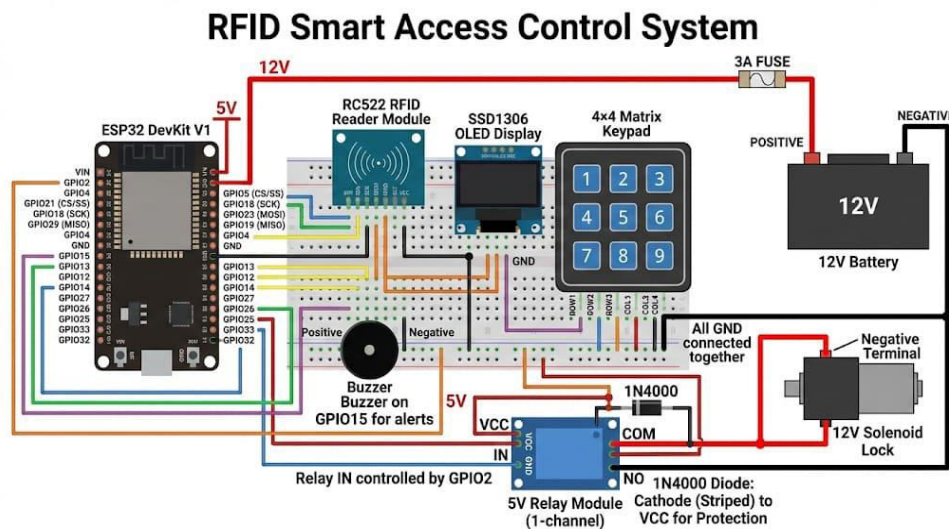 RFID Smart Access Control System
12V
3A FUSE
5V
RC522 RFID
Reader Module
SSD1306
OLED Display
4×4 Matrix
Keypad
NEGATIVE
POSITIVE
ESP32 DevKit V1
12V
12V Battery
VIN
GPIO2
GPIO4
GPIO21 (CS/SS)
GPIO18 (SCK)
GPIO29 (MISO)
GPIO4
GND
GPIO15
GPIO13
GPIO12
GPIO14
GPIO27
GPIO26
GPIO25
GPIO33
GPIO32
GPIO5 (CS/SS)
GPIO18 (SCK)
GPIO23 (MOSI)
GPIO19 (MISO)
GPIO4
GND
GPIO13
GPIO12
GPIO14
GPIO27
GPIO26
GPIO25
GPIO33
GPIO32
1 2 3
4 5 6
7 8 9
GND
ROW1
ROW2
ROW3
COL1
COL3
COL4
Positive
Negative
Buzzer
Buzzer on
GPIO15 for alerts
All GND
connected
together
Negative
Terminal
12V Solenoid
Lock
5V
1N4000
VCC
IN
VCC
GND
COM
NO
Relay IN controlled by GPIO2
5V Relay Module
(1-channel)
1N4000 Diode:
Cathode (Striped) to
VCC for Protection